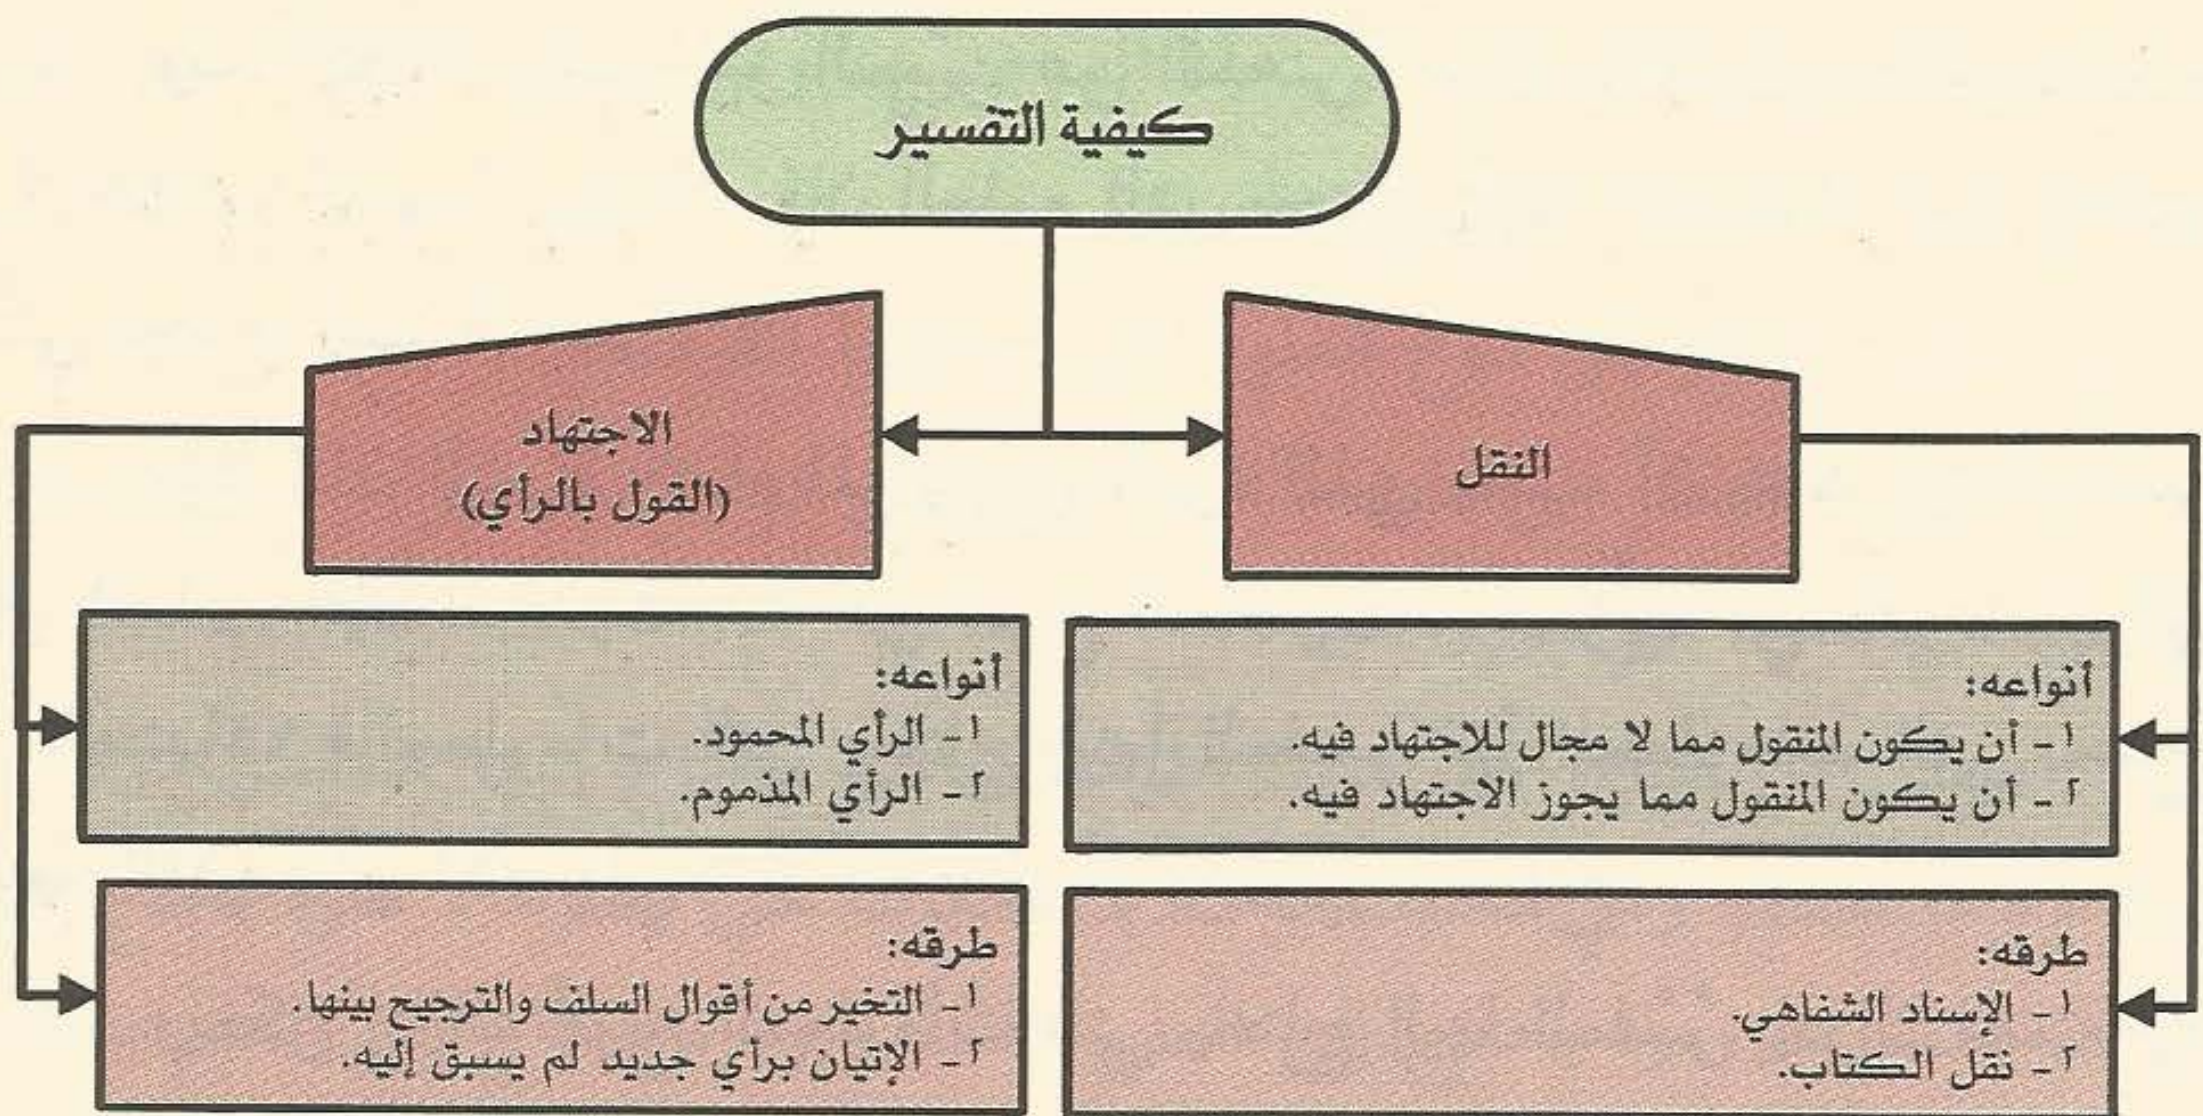 كيفية التفسير
النقل
الاجتهاد
(القول بالرأي)
أنواعه:
١- أن يكون المنقول مما لا مجال للاجتهاد فيه.
٢- أن يكون المنقول مما يجوز الاجتهاد فيه.
طرقه:
١- الإسناد الشفاهي.
٢- نقل الكتاب.
أنواعه:
١- الرأي المحمود.
٢- الرأي المذموم.
طرقه:
١- التخير من أقوال السلف والترجيح بينها.
٢- الإتيان برأي جديد لم يسبق إليه.